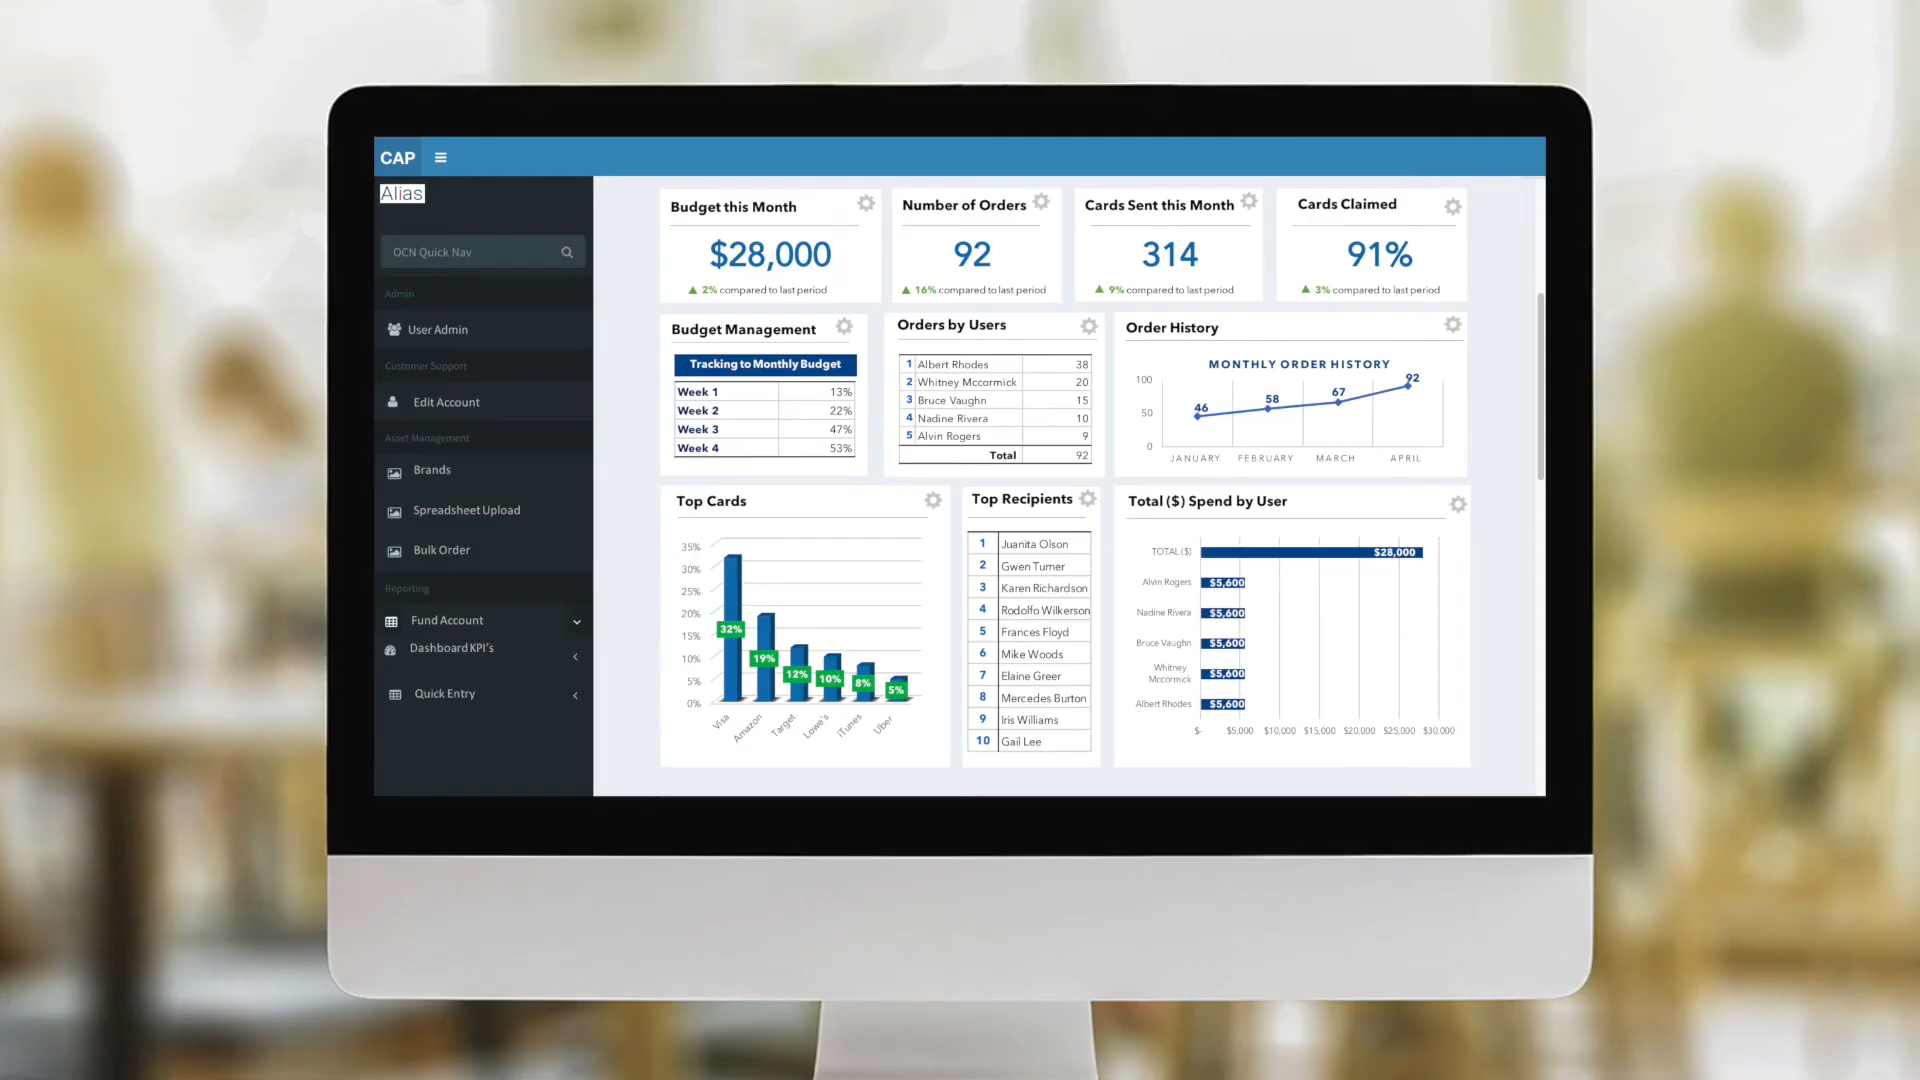 CAP
Alias
OCN Quick Nav
Admin
User Admin
Customer Support
Edit Account
Asset Management
Brands
Spreadsheet Upload
Bulk Order
Reporting
Fund Account
Dashboard KPI's
Quick Entry
Budget this Month
$28,000
2% compared to last period
Number of Orders
92
16% compared to last period
Cards Sent this Month
314
9% compared to last period
Cards Claimed
91%
3% compared to last period
Budget Management
Tracking to Monthly Budget
Week 1 13%
Week 2 22%
Week 3 47%
Week 4 53%
Orders by Users
1 Albert Rhodes 38
2 Whitney Mccormick 20
3 Bruce Vaughn 15
4 Nadine Rivera 10
5 Alvin Rogers 9
Total 92
Order History
MONTHLY ORDER HISTORY
100
50
0
46
58
67
92
JANUARY FEBRUARY MARCH APRIL
Top Cards
35%
30%
25%
20%
15%
10%
5%
0%
32%
19%
12%
10%
8%
5%
Visa Amazon Target Lowe's iTunes Uber
Top Recipients
1 Juanita Olson
2 Gwen Turner
3 Karen Richardson
4 Rodolfo Wilkerson
5 Frances Floyd
6 Mike Woods
7 Elaine Greer
8 Mercedes Burton
9 Iris Williams
10 Gail Lee
Total ($) Spend by User
TOTAL ($) $28,000
Alvin Rogers $5,600
Nadine Rivera $5,600
Bruce Vaughn $5,600
Whitney
Mccormick $5,600
Albert Rhodes $5,600
$- $5,000 $10,000 $15,000 $20,000 $25,000 $30,000